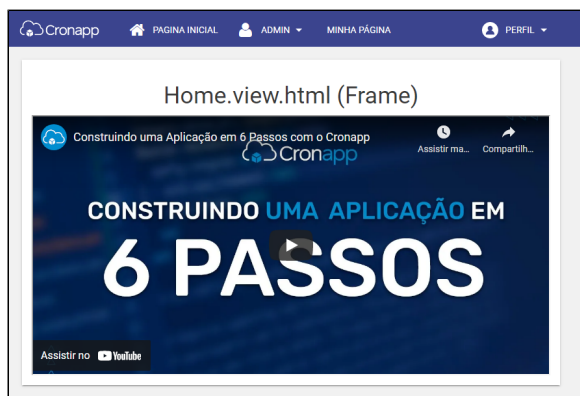 Cronapp PAGINA INICIAL ADMIN MINHA PÁGINA PERFIL
Home.view.html (Frame)
Construindo uma Aplicação em 6 Passos com o Cronapp
Assistir ma... Compartilh...
Cronapp
CONSTRUINDO UMA APLICAÇÃO EM
6 PASSOS
Assistir no YouTube